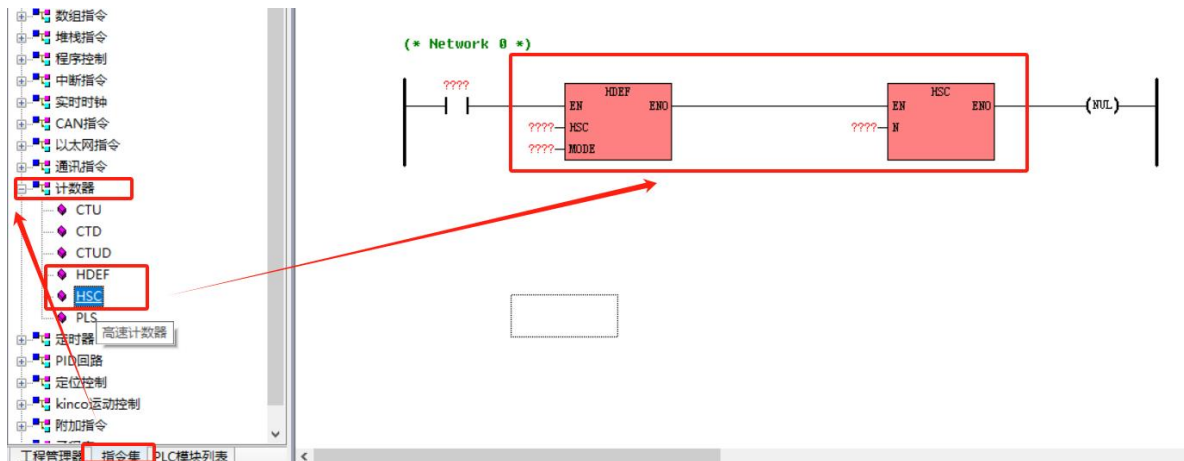 数组指令
堆栈指令
程序控制
中断指令
实时时钟
CAN指令
以太网指令
通讯指令
计数器
CTU
CTD
CTUD
HDEF
HSC
PLS
高速计数器
定时器
PID回路
定位控制
kinco运动控制
附加指令
工程管理器 指令集 PLC模块列表
(* Network 0 *)
????
HDEF
EN ENO
????
HSC
????
MODE
HSC
EN ENO
????
N
(NUL)